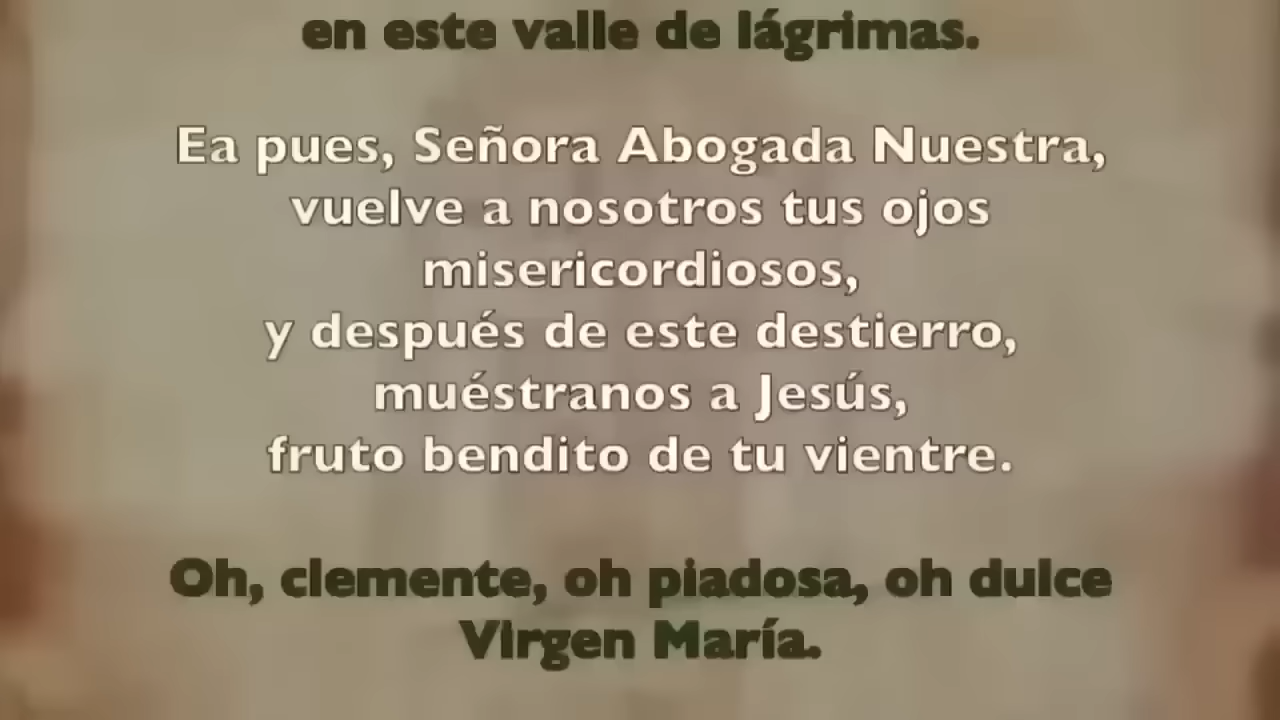 en este valle de lágrimas.
Ea pues, Señora Abogada Nuestra,
vuelve a nosotros tus ojos
misericordiosos,
y después de este destierro,
muéstranos a Jesús,
fruto bendito de tu vientre.
Oh, clemente, oh piadosa, oh dulce
Virgen María.